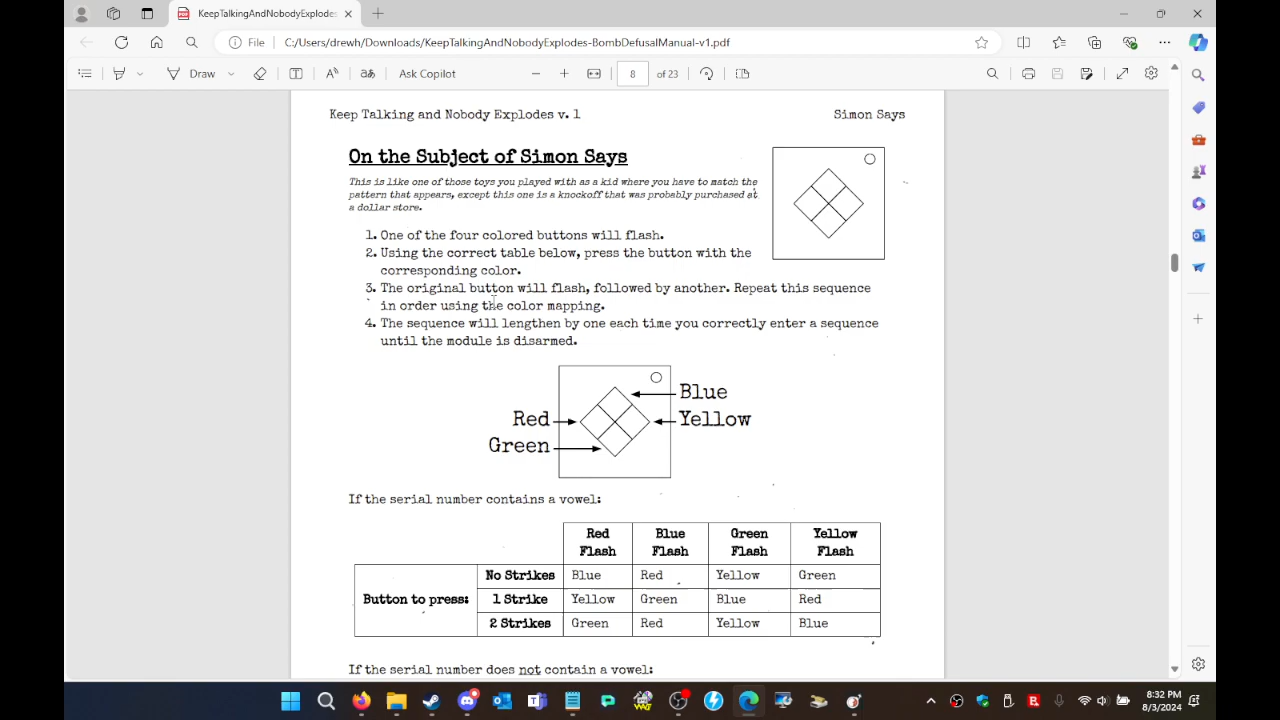 KeepTalkingAndNobodyExplodes
File C:/Users/drewh/Downloads/KeepTalkingAndNobodyExplodes-BombDefusalManual-v1.pdf
Draw Ask Copilot 8 of 23
Keep Talking and Nobody Explodes v. 1 Simon Says
On the Subject of Simon Says
This is like one of those toys you played with as a kid where you have to match the
pattern that appears, except this one is a knockoff that was probably purchased at
a dollar store.
1. One of the four colored buttons will flash.
2. Using the correct table below, press the button with the
corresponding color.
3. The original button will flash, followed by another. Repeat this sequence
in order using the color mapping.
4. The sequence will lengthen by one each time you correctly enter a sequence
until the module is disarmed.
Blue
Red Yellow
Green
If the serial number contains a vowel:
Red Blue Green Yellow
Flash Flash Flash Flash
No Strikes Blue Red Yellow Green
Button to press: 1 Strike Yellow Green Blue Red
2 Strikes Green Red Yellow Blue
If the serial number does not contain a vowel:
8:32 PM
8/3/2024